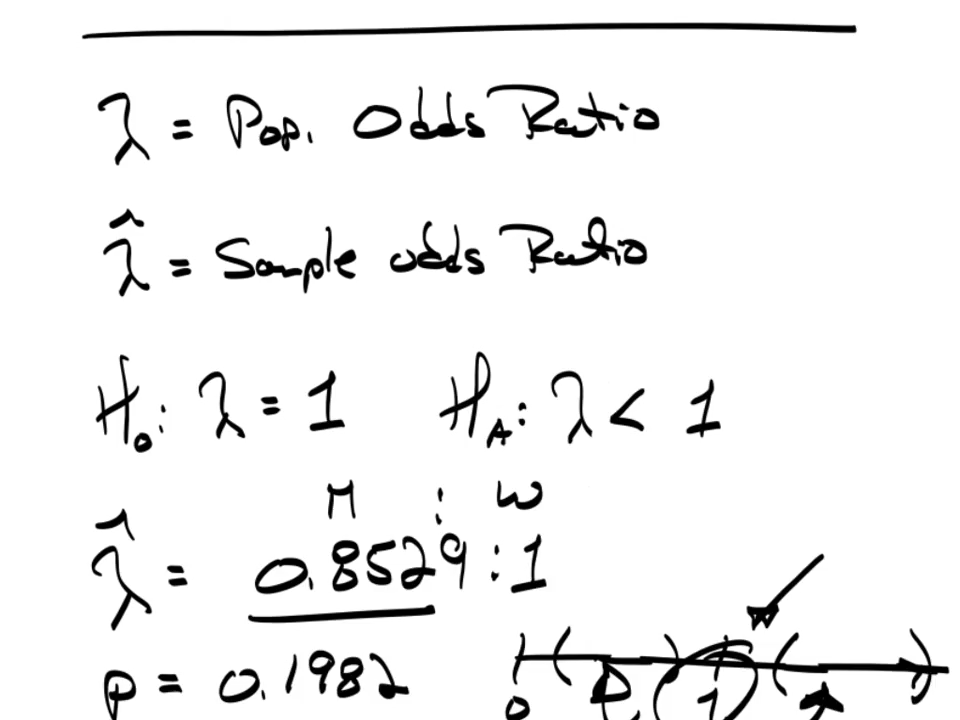 λ = Pop. Odds Ratio
λ̂ = Sample odds Ratio
H₀: λ = 1 H_A: λ < 1
M : W
λ̂ = 0.8529 : 1
p = 0.1982
0 1